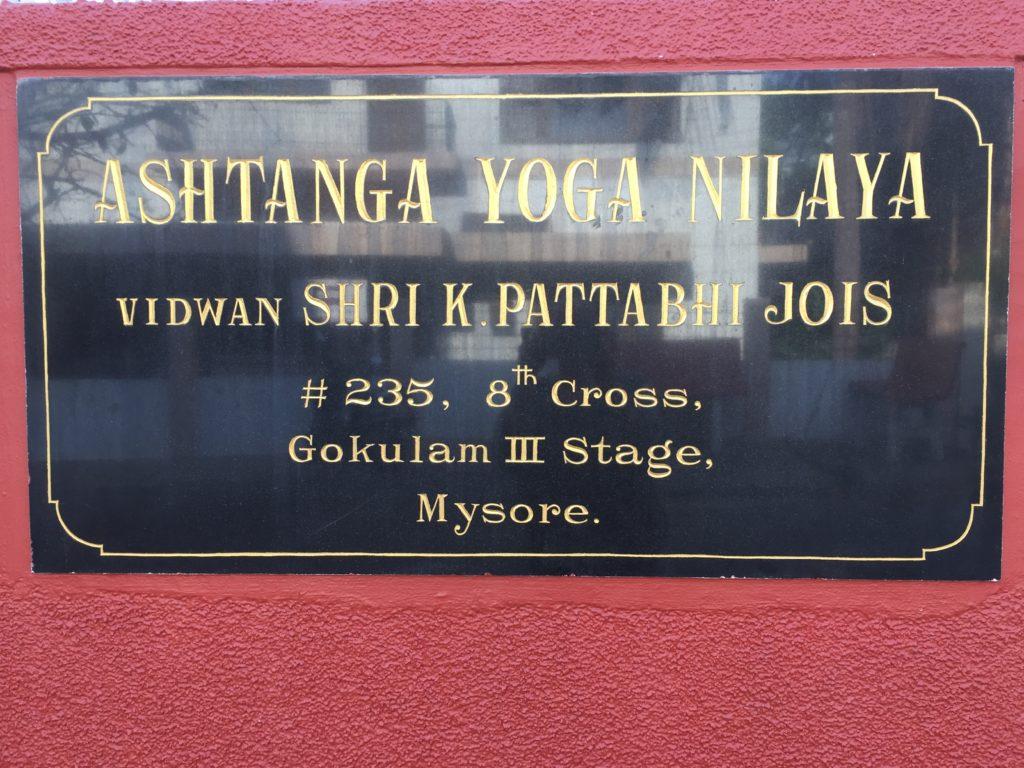 ASHTANGA YOGA NILAYA
VIDWAN SHRI K. PATTABHI JOIS
# 235, 8th Cross,
Gokulam III Stage,
Mysore.